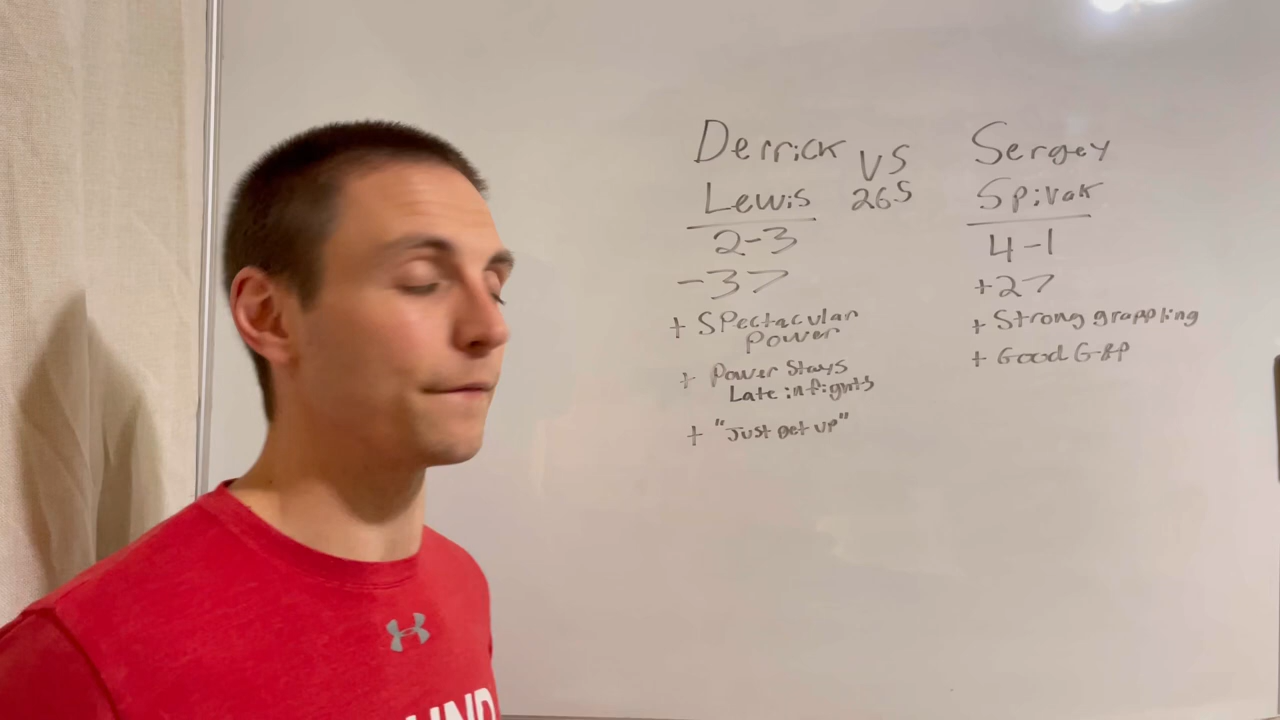 Derrick
Lewis
2-3
-37
+ Spectacular
Power
+ Power Stays
Late in fights
+ "Just Get up"
VS
265
Sergey
Spivak
4-1
+27
+ Strong grappling
+ Good G&P